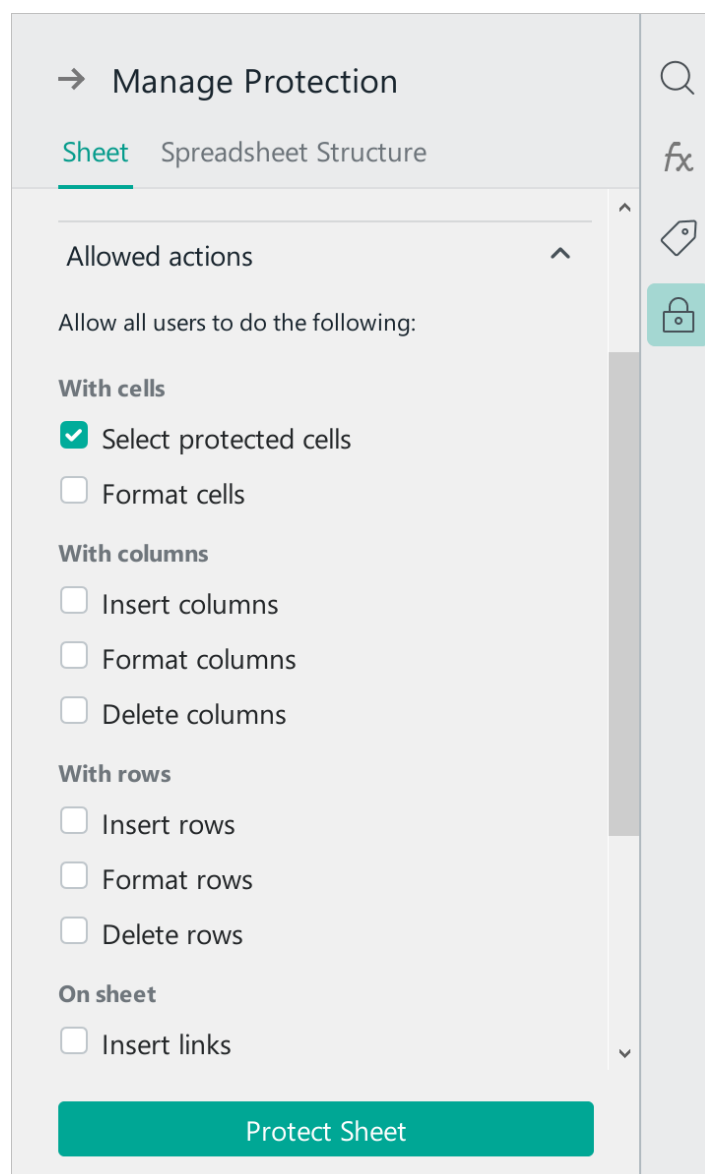 Manage Protection
Sheet Spreadsheet Structure
fx
Allowed actions
Allow all users to do the following:
With cells
Select protected cells
Format cells
With columns
Insert columns
Format columns
Delete columns
With rows
Insert rows
Format rows
Delete rows
On sheet
Insert links
Protect Sheet